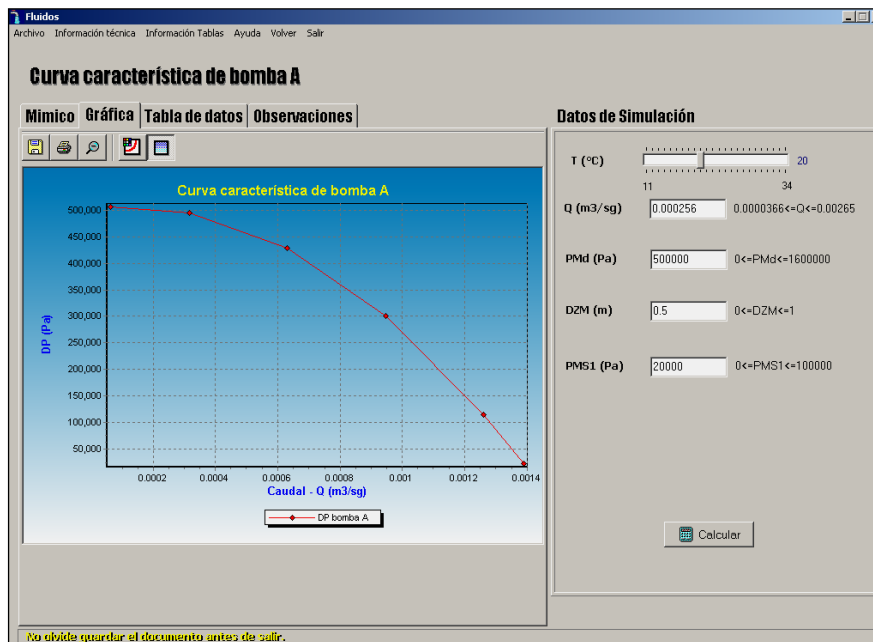 Fluidos
Archivo Información técnica Información Tablas Ayuda Volver Salir
Curva característica de bomba A
Mimico Gráfica Tabla de datos Observaciones
Datos de Simulación
Curva característica de bomba A
500,000
450,000
400,000
350,000
300,000
250,000
200,000
150,000
100,000
50,000
DP (Pa)
0.0002 0.0004 0.0006 0.0008 0.001 0.0012 0.0014
Caudal - Q (m3/sg)
DP bomba A
T (ºC) 20
11 34
Q (m3/sg) 0.000256 0.0000366<=Q<=0.00265
PMd (Pa) 500000 0<=PMd<=1600000
DZM (m) 0.5 0<=DZM<=1
PMS1 (Pa) 20000 0<=PMS1<=100000
Calcular
No olvide guardar el documento antes de salir.